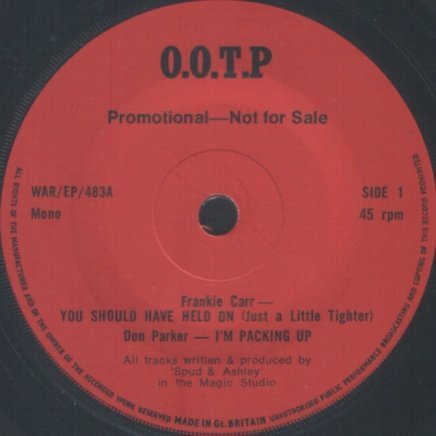 O.O.T.P
Promotional—Not for Sale
WAR/EP/483A
SIDE 1
Mono
45 rpm
Frankie Carr —
YOU SHOULD HAVE HELD ON (Just a Little Tighter)
Don Parker — I'M PACKING UP
All tracks written & produced by
'Spud & Ashley'
in the Magic Studio
ALL RIGHTS OF THE MANUFACTURER AND OF THE OWNER OF THE RECORDED WORK RESERVED MADE IN Gt. BRITAIN UNAUTHORISED PUBLIC PERFORMANCE BROADCASTING AND COPYING OF THIS RECORD PROHIBITED